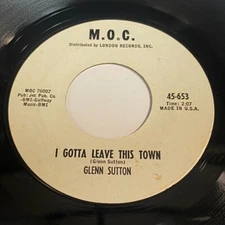 M.O.C.
Distributed by LONDON RECORDS, INC.
MOC 76007
Pub: Jet Pub. Co.
-BMI-Gallway
Music-BMI
45-653
Time: 2:07
MADE IN U.S.A.
I GOTTA LEAVE THIS TOWN
(Glenn Sutton)
GLENN SUTTON